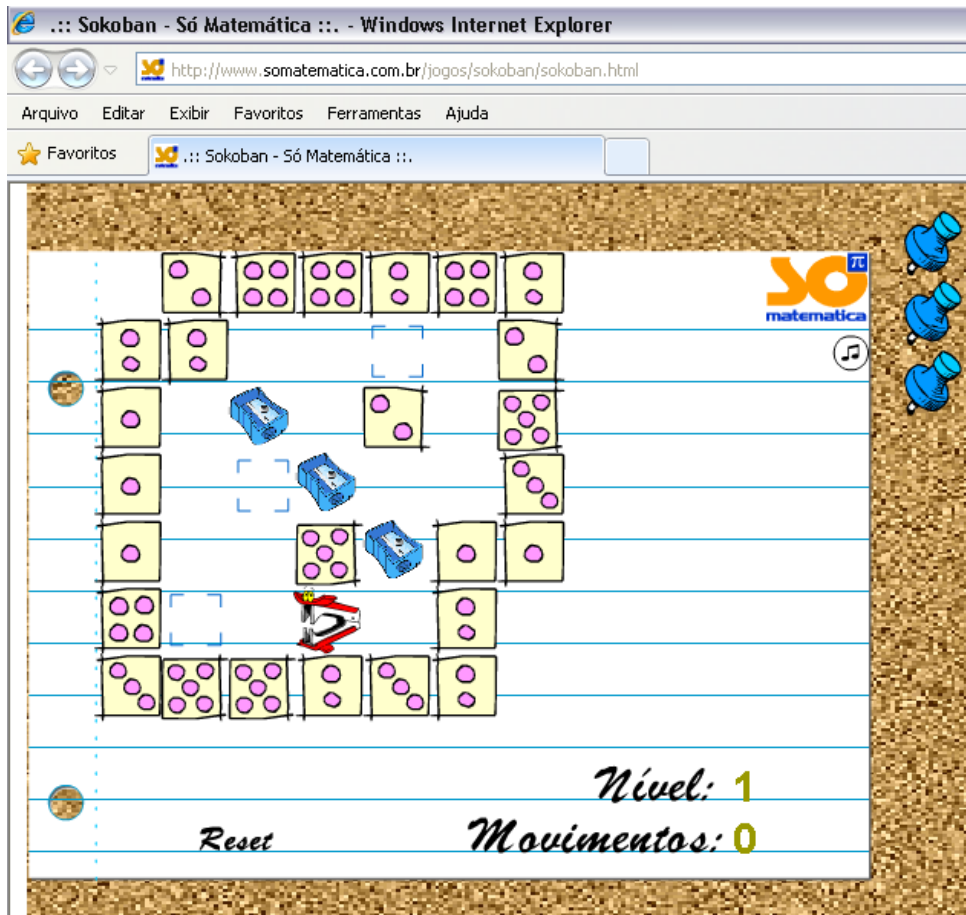 .:: Sokoban - Só Matemática ::. - Windows Internet Explorer
http://www.somatematica.com.br/jogos/sokoban/sokoban.html
Arquivo Editar Exibir Favoritos Ferramentas Ajuda
Favoritos .:: Sokoban - Só Matemática ::.
SO π
matematica
Nível: 1
Reset Movimentos: 0